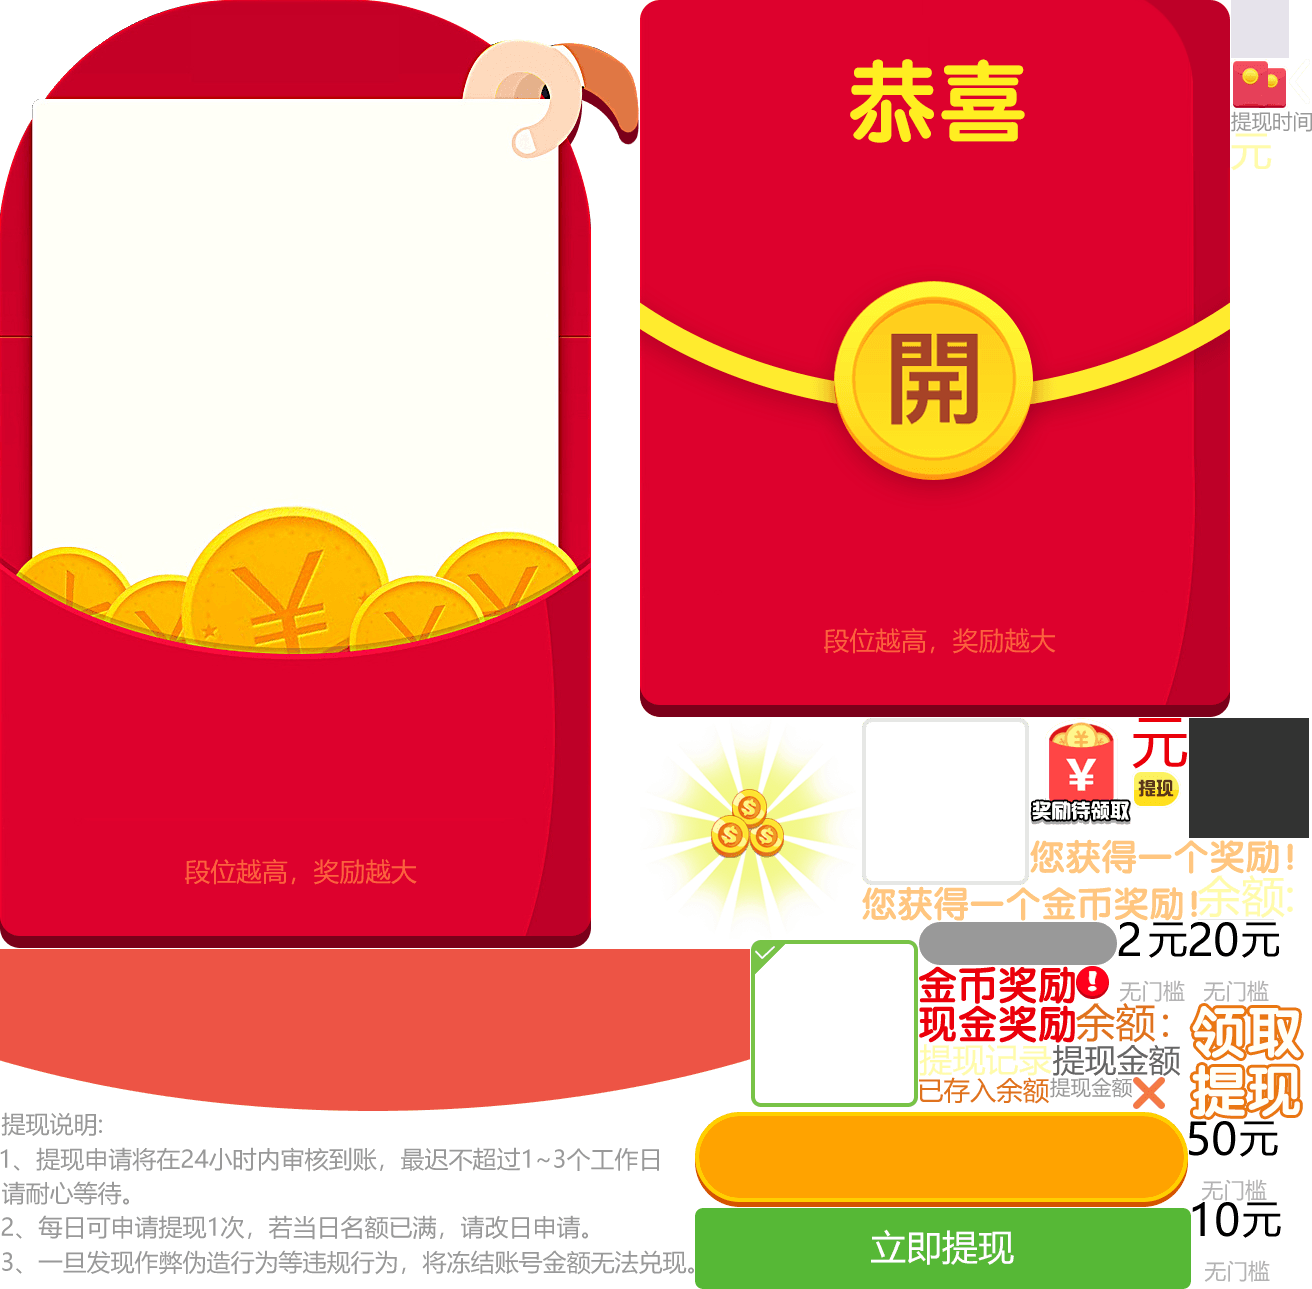 恭喜
提现时间
元
開
¥
¥
¥
¥
¥
段位越高，奖励越大
元
¥
提现
奖励待领取
$
$
$
您获得一个奖励！
段位越高，奖励越大
您获得一个金币奖励！
余额:
2元
20元
金币奖励
!
无门槛
无门槛
现金奖励
余额：
领取
提现记录
提现金额
已存入余额
提现金额
提现
提现说明:
50元
1、提现申请将在24小时内审核到账，最迟不超过1~3个工作日
请耐心等待。
无门槛
2、每日可申请提现1次，若当日名额已满，请改日申请。
10元
立即提现
3、一旦发现作弊伪造行为等违规行为，将冻结账号金额无法兑现。
无门槛